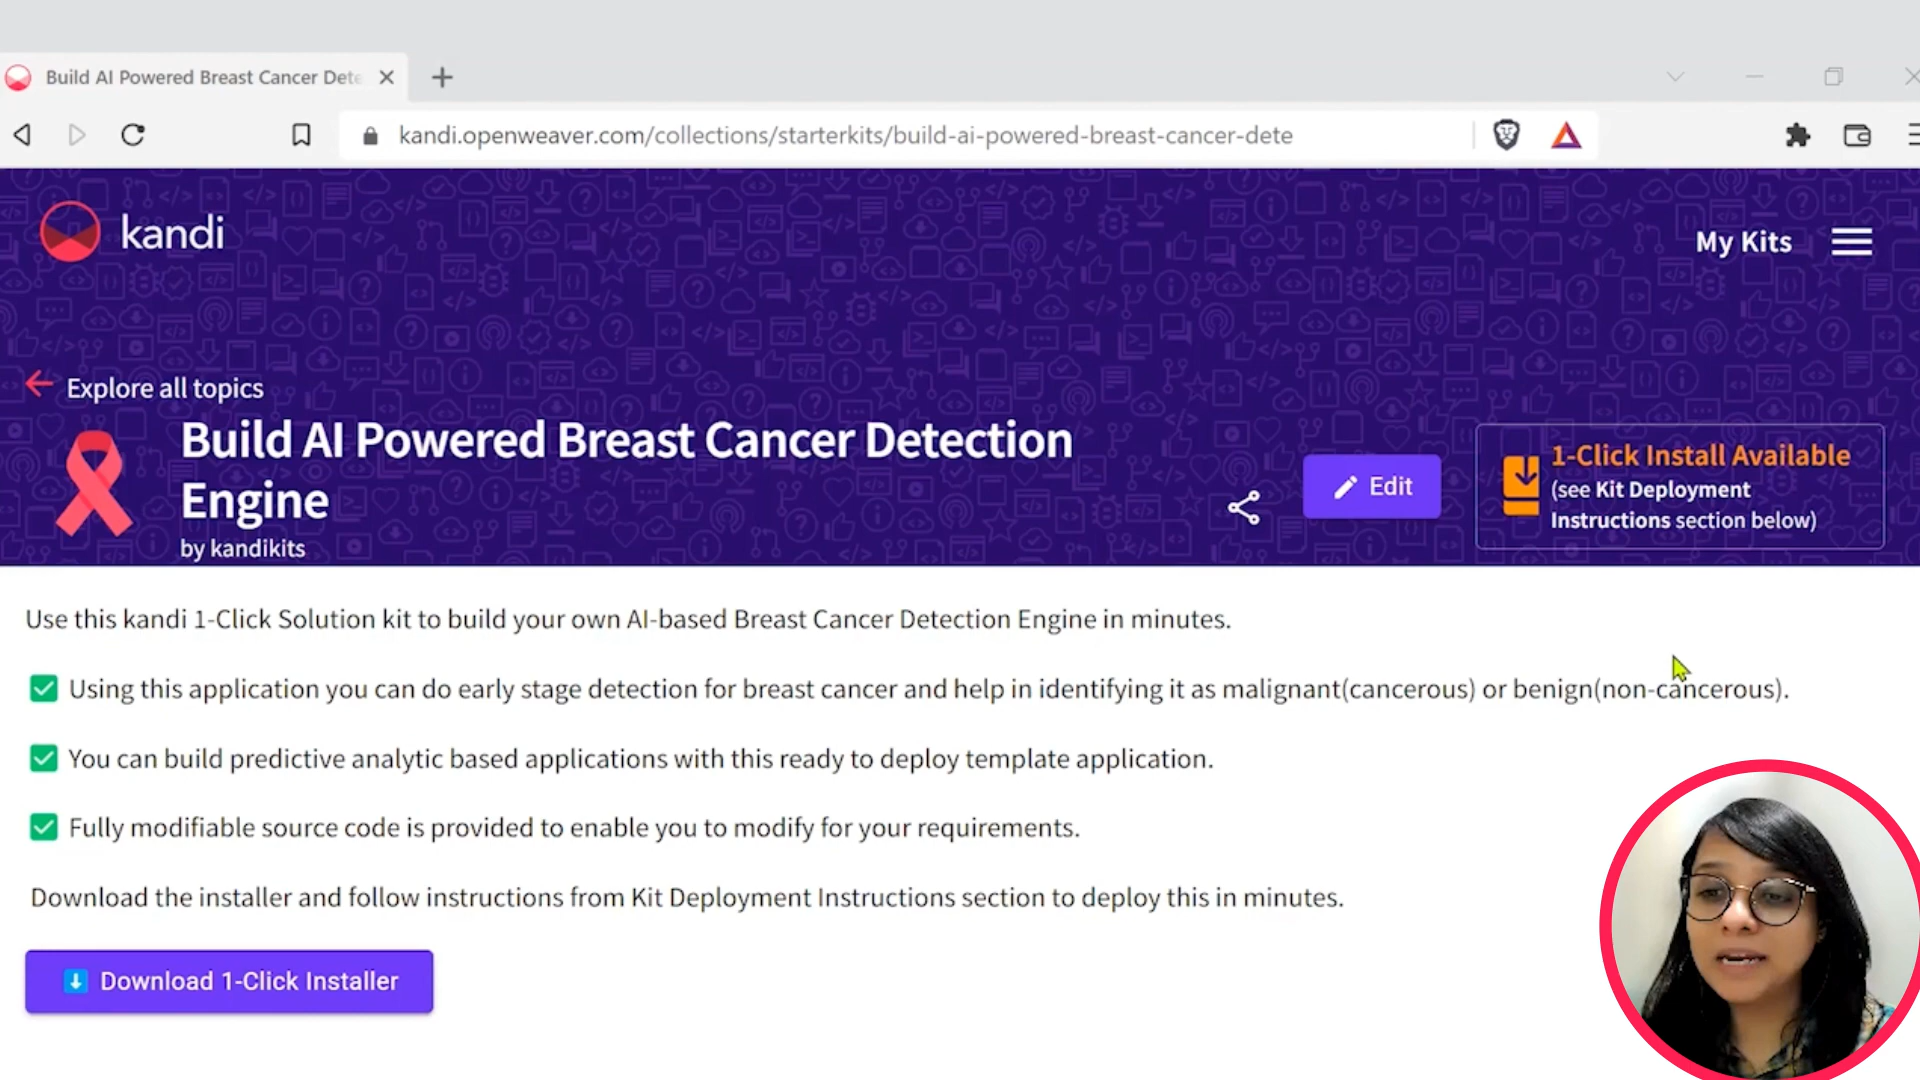 Build AI Powered Breast Cancer Dete
kandi.openweaver.com/collections/starterkits/build-ai-powered-breast-cancer-dete
kandi
My Kits
Explore all topics
Build AI Powered Breast Cancer Detection
Engine
by kandikits
Edit
1-Click Install Available
(see Kit Deployment
Instructions section below)
Use this kandi 1-Click Solution kit to build your own AI-based Breast Cancer Detection Engine in minutes.
Using this application you can do early stage detection for breast cancer and help in identifying it as malignant(cancerous) or benign(non-cancerous).
You can build predictive analytic based applications with this ready to deploy template application.
Fully modifiable source code is provided to enable you to modify for your requirements.
Download the installer and follow instructions from Kit Deployment Instructions section to deploy this in minutes.
Download 1-Click Installer